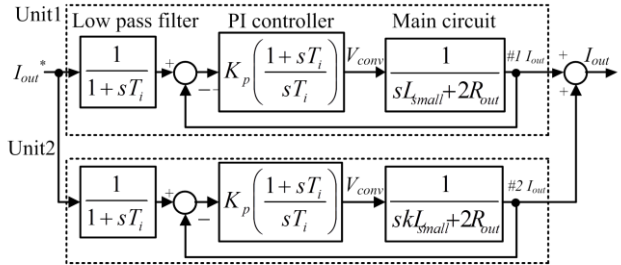 Unit1
Low pass filter
PI controller
Main circuit
I_out*
1 / (1 + sT_i)
+
−
K_p((1 + sT_i) / (sT_i))
V_conv
1 / (sL_small+2R_out)
#1 I_out
+
+
I_out
Unit2
1 / (1 + sT_i)
+
−
K_p((1 + sT_i) / (sT_i))
V_conv
1 / (skL_small+2R_out)
#2 I_out